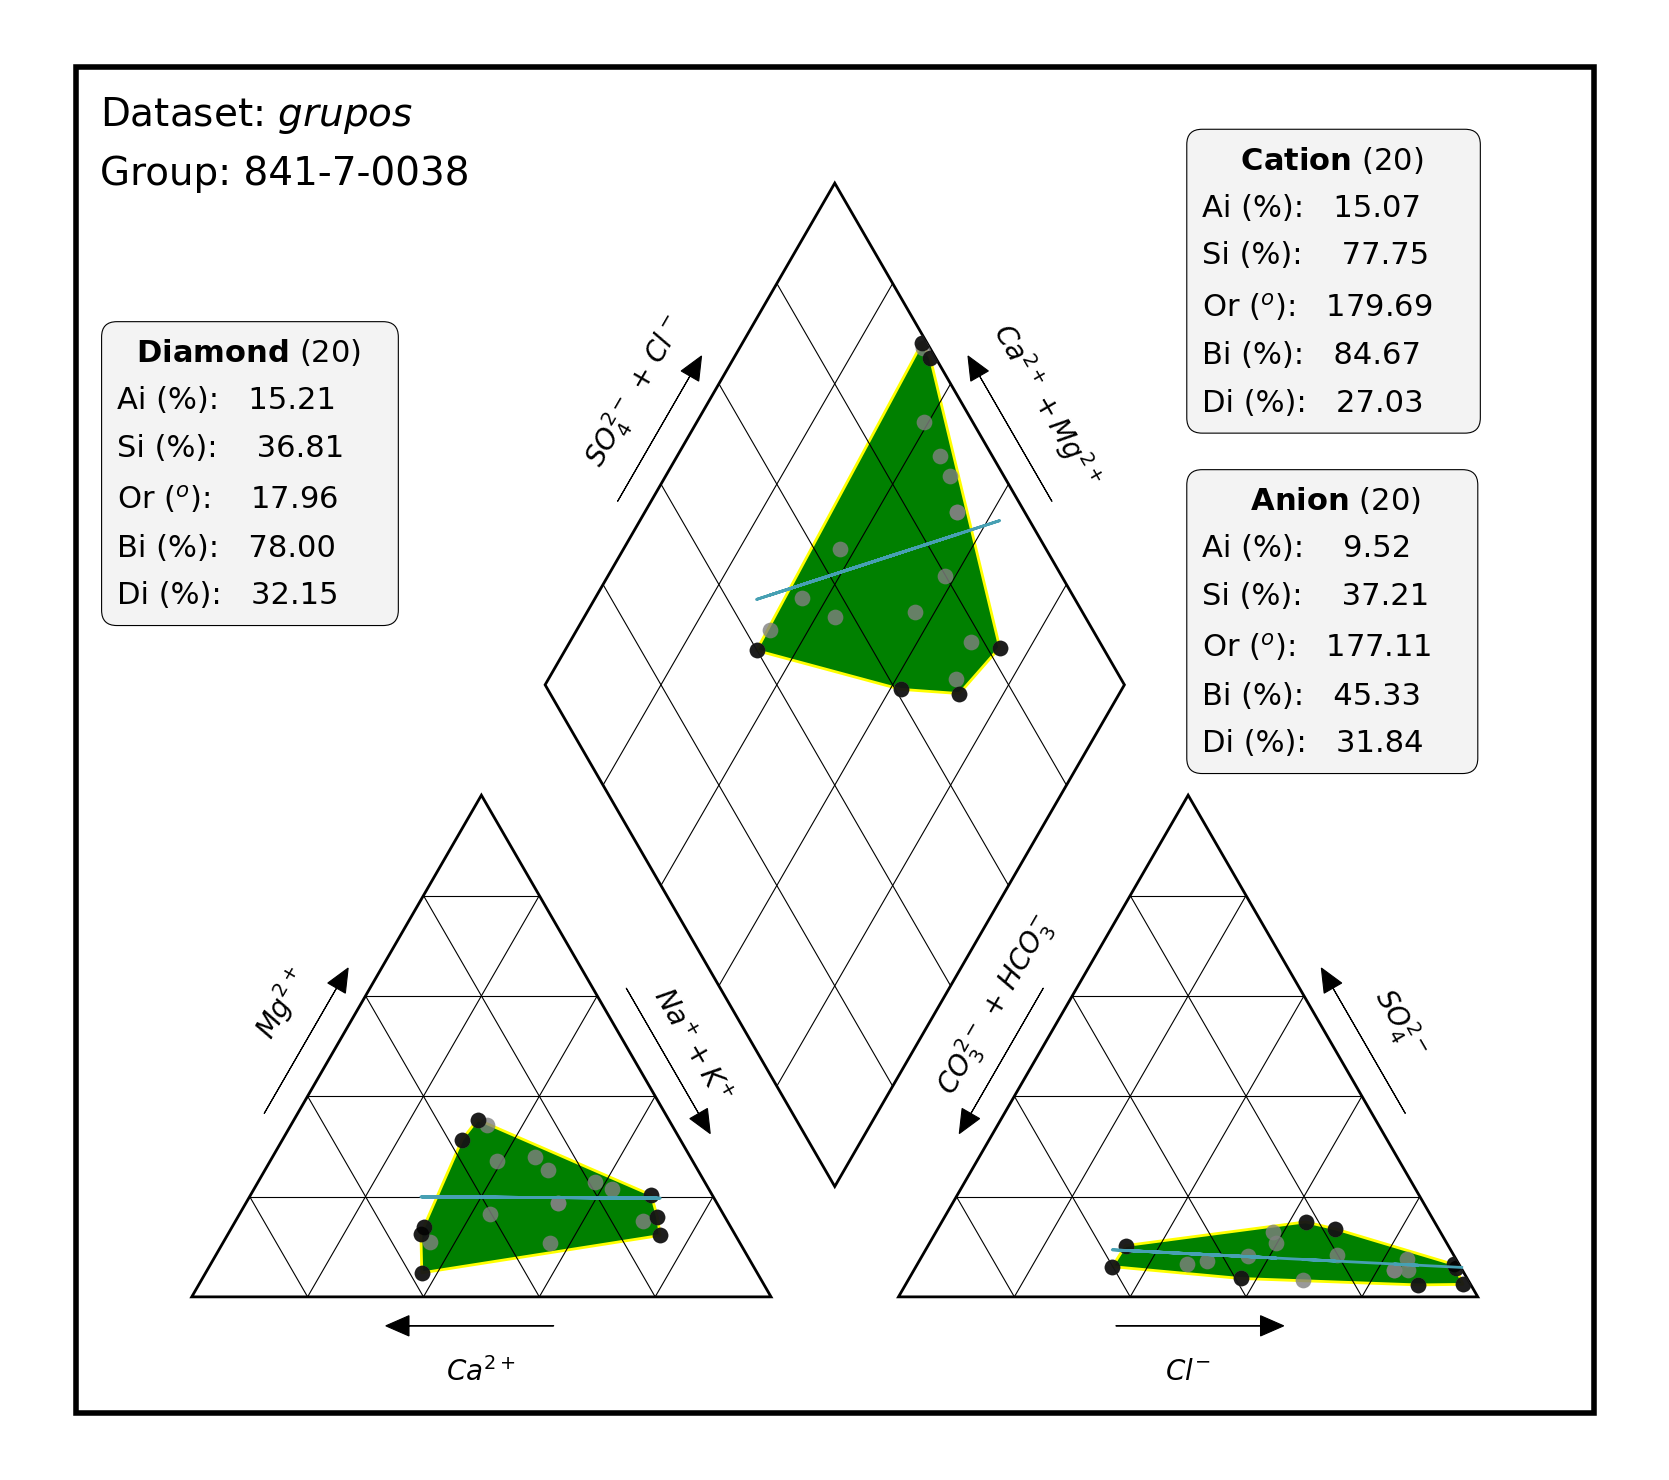 Dataset: grupos
Group: 841-7-0038
Diamond (20)
Ai (%): 15.21
Si (%): 36.81
Or (º): 17.96
Bi (%): 78.00
Di (%): 32.15
Cation (20)
Ai (%): 15.07
Si (%): 77.75
Or (º): 179.69
Bi (%): 84.67
Di (%): 27.03
Anion (20)
Ai (%): 9.52
Si (%): 37.21
Or (º): 177.11
Bi (%): 45.33
Di (%): 31.84
SO₄²⁻ + Cl⁻
Ca²⁺ + Mg²⁺
Mg²⁺
Na⁺ + K⁺
CO₃²⁻ + HCO₃⁻
SO₄²⁻
Ca²⁺
Cl⁻